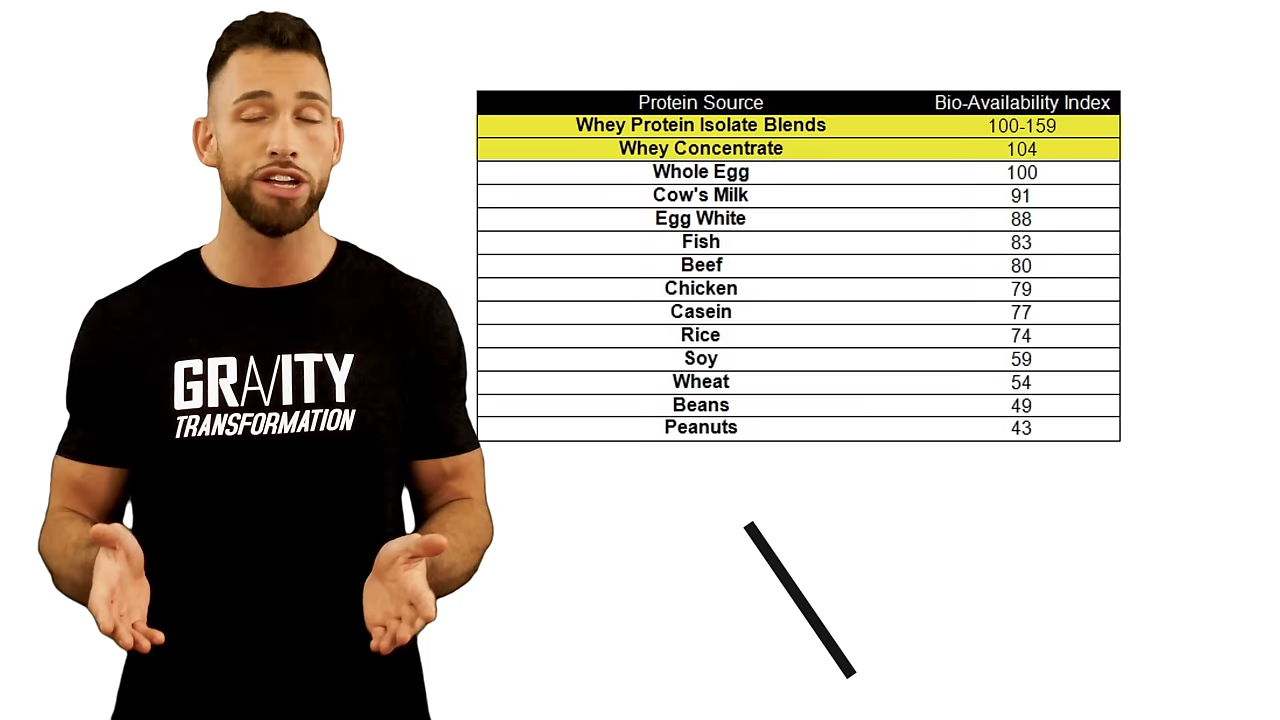 GRAVITY
TRANSFORMATION
Protein Source Bio-Availability Index
Whey Protein Isolate Blends 100-159
Whey Concentrate 104
Whole Egg 100
Cow's Milk 91
Egg White 88
Fish 83
Beef 80
Chicken 79
Casein 77
Rice 74
Soy 59
Wheat 54
Beans 49
Peanuts 43